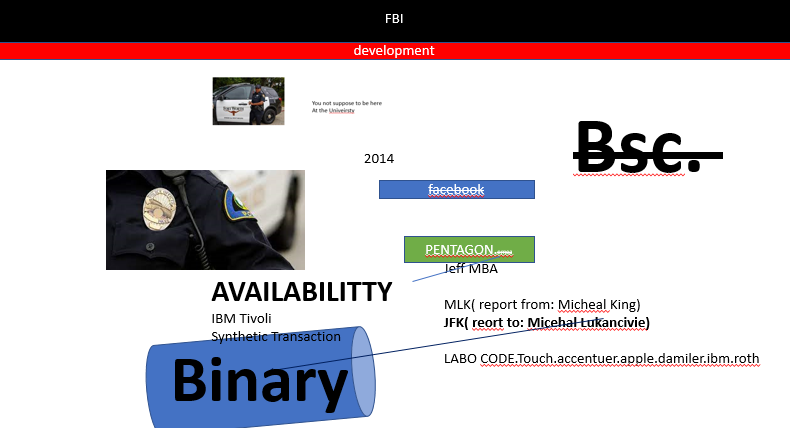 FBI
development
You not suppose to be here
At the Univeirsty
2014
Bsc.
facebook
PENTAGON
Jeff MBA
AVAILABILITTY
IBM Tivoli
Synthetic Transaction
Binary
MLK( report from: Micheal King)
JFK( reort to: Micehal Lukancivie)
LABO CODE.Touch.accentuer.apple.damiler.ibm.roth